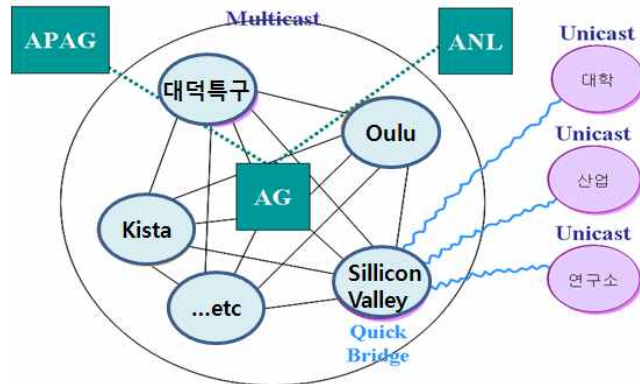 Multicast
APAG
ANL
Unicast
대학
대덕특구
Oulu
Unicast
산업
AG
Kista
Unicast
Sillicon
Valley
연구소
...etc
Quick
Bridge